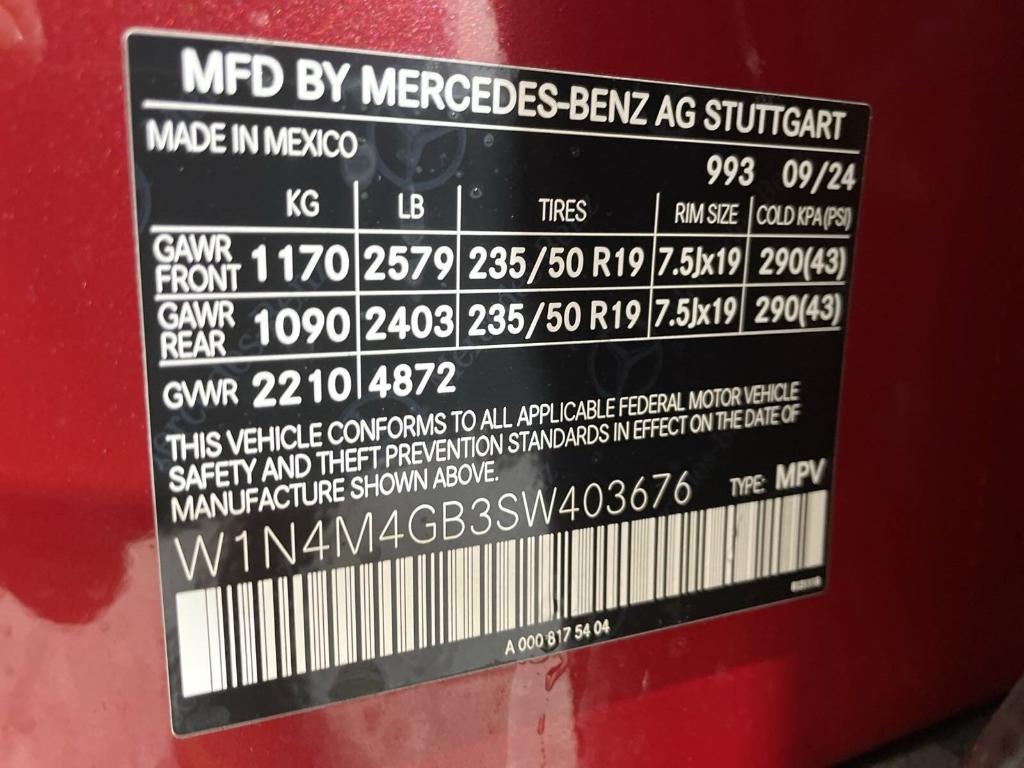 MFD BY MERCEDES-BENZ AG STUTTGART
MADE IN MEXICO
993 09/24
KG LB TIRES RIM SIZE COLD KPA(PSI)
GAWR FRONT 1170 2579 235/50 R19 7.5Jx19 290(43)
GAWR REAR 1090 2403 235/50 R19 7.5Jx19 290(43)
GVWR 2210 4872
THIS VEHICLE CONFORMS TO ALL APPLICABLE FEDERAL MOTOR VEHICLE
SAFETY AND THEFT PREVENTION STANDARDS IN EFFECT ON THE DATE OF
MANUFACTURE SHOWN ABOVE.
W1N4M4GB3SW403676 TYPE: MPV
A 000 817 54 04